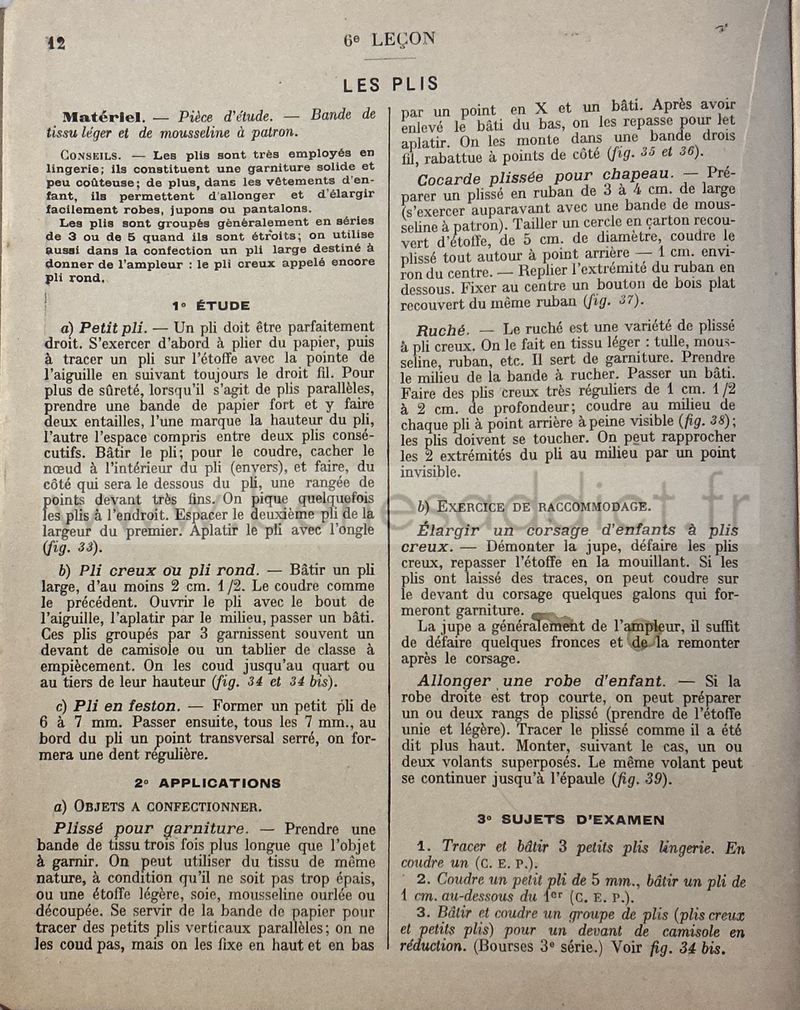 12
6e LEÇON
LES PLIS
Matériel. — Pièce d'étude. — Bande de
tissu léger et de mousseline à patron.
CONSEILS. — Les plis sont très employés en
lingerie; ils constituent une garniture solide et
peu coûteuse; de plus, dans les vêtements d'en-
fant, ils permettent d'allonger et d'élargir
facilement robes, jupons ou pantalons.
Les plis sont groupés généralement en séries
de 3 ou de 5 quand ils sont étroits; on utilise
aussi dans la confection un pli large destiné à
donner de l'ampleur : le pli creux appelé encore
pli rond.
1° ÉTUDE
a) Petit pli. — Un pli doit être parfaitement
droit. S'exercer d'abord à plier du papier, puis
à tracer un pli sur l'étoffe avec la pointe de
l'aiguille en suivant toujours le droit fil. Pour
plus de sûreté, lorsqu'il s'agit de plis parallèles,
prendre une bande de papier fort et y faire
deux entailles, l'une marque la hauteur du pli,
l'autre l'espace compris entre deux plis consé-
cutifs. Bâtir le pli; pour le coudre, cacher le
nœud à l'intérieur du pli (envers), et faire, du
côté qui sera le dessous du pli, une rangée de
points devant très fins. On pique quelquefois
les plis à l'endroit. Espacer le deuxième pli de la
largeur du premier. Aplatir le pli avec l'ongle
(fig. 33).
b) Pli creux ou pli rond. — Bâtir un pli
large, d'au moins 2 cm. 1/2. Le coudre comme
le précédent. Ouvrir le pli avec le bout de
l'aiguille, l'aplatir par le milieu, passer un bâti.
Ces plis groupés par 3 garnissent souvent un
devant de camisole ou un tablier de classe à
empiècement. On les coud jusqu'au quart ou
au tiers de leur hauteur (fig. 34 et 34 bis).
c) Pli en feston. — Former un petit pli de
6 à 7 mm. Passer ensuite, tous les 7 mm., au
bord du pli un point transversal serré, on for-
mera une dent régulière.
2° APPLICATIONS
a) OBJETS A CONFECTIONNER.
Plissé pour garniture. — Prendre une
bande de tissu trois fois plus longue que l'objet
à garnir. On peut utiliser du tissu de même
nature, à condition qu'il ne soit pas trop épais,
ou une étoffe légère, soie, mousseline ourlée ou
découpée. Se servir de la bande de papier pour
tracer des petits plis verticaux parallèles; on ne
les coud pas, mais on les fixe en haut et en bas
par un point en X et un bâti. Après avoir
enlevé le bâti du bas, on les repasse pour les
aplatir. On les monte dans une bande droit
fil, rabattue à points de côté (fig. 35 et 36).
Cocarde plissée pour chapeau. — Pré-
parer un plissé en ruban de 3 à 4 cm. de large
(s'exercer auparavant avec une bande de mous-
seline à patron). Tailler un cercle en carton recou-
vert d'étoffe, de 5 cm. de diamètre, coudre le
plissé tout autour à point arrière — 1 cm. envi-
ron du centre. — Replier l'extrémité du ruban en
dessous. Fixer au centre un bouton de bois plat
recouvert du même ruban (fig. 37).
Ruché. — Le ruché est une variété de plissé
à pli creux. On le fait en tissu léger : tulle, mous-
seline, ruban, etc. Il sert de garniture. Prendre
le milieu de la bande à rucher. Passer un bâti.
Faire des plis creux très réguliers de 1 cm. 1/2
à 2 cm. de profondeur; coudre au milieu de
chaque pli à point arrière à peine visible (fig. 38);
les plis doivent se toucher. On peut rapprocher
les 2 extrémités du pli au milieu par un point
invisible.
b) EXERCICE DE RACCOMMODAGE.
Élargir un corsage d'enfants à plis
creux. — Démonter la jupe, défaire les plis
creux, repasser l'étoffe en la mouillant. Si les
plis ont laissé des traces, on peut coudre sur
le devant du corsage quelques galons qui for-
meront garniture.
La jupe a généralement de l'ampleur, il suffit
de défaire quelques fronces et de la remonter
après le corsage.
Allonger une robe d'enfant. — Si la
robe droite est trop courte, on peut préparer
un ou deux rangs de plissé (prendre de l'étoffe
unie et légère). Tracer le plissé comme il a été
dit plus haut. Monter, suivant le cas, un ou
deux volants superposés. Le même volant peut
se continuer jusqu'à l'épaule (fig. 39).
3° SUJETS D'EXAMEN
1. Tracer et bâtir 3 petits plis lingerie. En
coudre un (C. E. P.).
2. Coudre un petit pli de 5 mm., bâtir un pli de
1 cm. au-dessous du 1er (C. E. P.).
3. Bâtir et coudre un groupe de plis (plis creux
et petits plis) pour un devant de camisole en
réduction. (Bourses 3e série.) Voir fig. 34 bis.